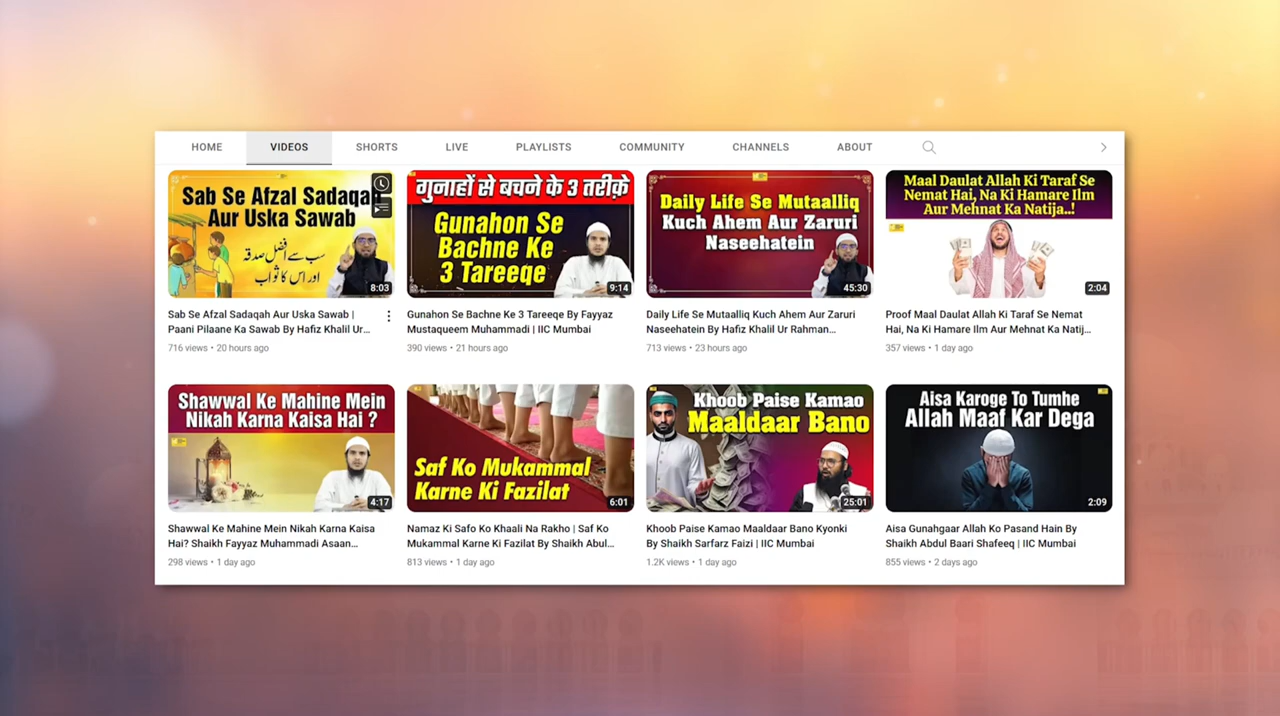 HOME
VIDEOS
SHORTS
LIVE
PLAYLISTS
COMMUNITY
CHANNELS
ABOUT
Sab Se Afzal Sadaqah
Aur Uska Sawab
سب سے افضل صدقہ
اور اس کا ثواب
8:03
Sab Se Afzal Sadaqah Aur Uska Sawab |
Paani Pilaane Ka Sawab By Hafiz Khalil Ur...
716 views • 20 hours ago
गुनाहों से बचने के 3 तरीक़े
Gunahon Se
Bachne Ke
3 Tareeqe
9:14
Gunahon Se Bachne Ke 3 Tareeqe By Fayyaz
Mustaqueem Muhammadi | IIC Mumbai
390 views • 21 hours ago
Daily Life Se Mutaalliq
Kuch Ahem Aur Zaruri
Naseehatein
45:30
Daily Life Se Mutaalliq Kuch Ahem Aur Zaruri
Naseehatein By Hafiz Khalil Ur Rahman...
713 views • 23 hours ago
Maal Daulat Allah Ki Taraf Se
Nemat Hai, Na Ki Hamare Ilm
Aur Mehnat Ka Natija..!
2:04
Proof Maal Daulat Allah Ki Taraf Se Nemat
Hai, Na Ki Hamare Ilm Aur Mehnat Ka Natij...
357 views • 1 day ago
Shawwal Ke Mahine Mein
Nikah Karna Kaisa Hai ?
4:17
Shawwal Ke Mahine Mein Nikah Karna Kaisa
Hai? Shaikh Fayyaz Muhammadi Asaan...
298 views • 1 day ago
Saf Ko Mukammal
Karne Ki Fazilat
6:01
Namaz Ki Safo Ko Khaali Na Rakho | Saf Ko
Mukammal Karne Ki Fazilat By Shaikh Abul...
813 views • 1 day ago
Khoob Paise Kamao
Maaldaar Bano
25:01
Khoob Paise Kamao Maaldaar Bano Kyonki
By Shaikh Sarfarz Faizi | IIC Mumbai
1.2K views • 1 day ago
Aisa Karoge To Tumhe
Allah Maaf Kar Dega
2:09
Aisa Gunahgaar Allah Ko Pasand Hain By
Shaikh Abdul Baari Shafeeq | IIC Mumbai
855 views • 2 days ago